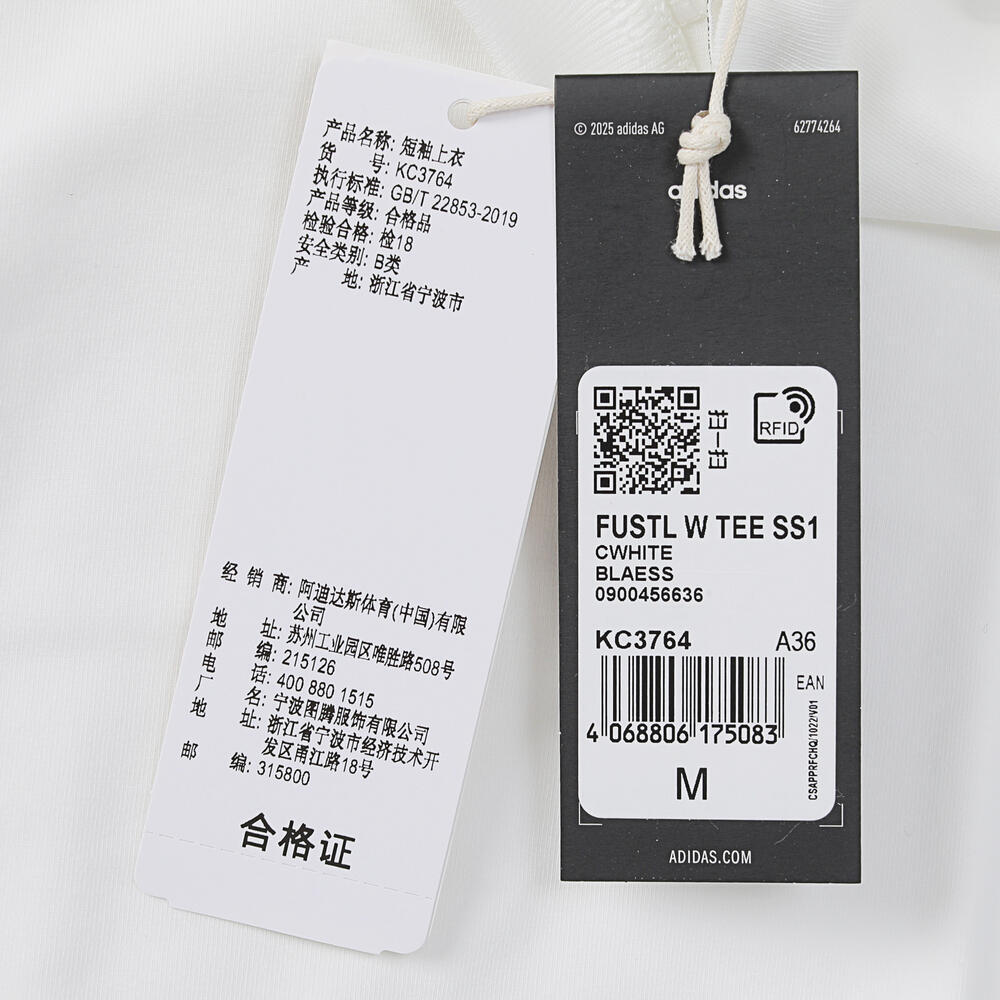 产品名称: 短袖上衣
货 号: KC3764
执行标准: GB/T 22853-2019
产品等级: 合格品
检验合格: 检18
安全类别: B类
产 地: 浙江省宁波市
经 销 商: 阿迪达斯体育(中国)有限
公司
地 址: 苏州工业园区唯胜路508号
邮 编: 215126
电 话: 400 880 1515
厂 名: 宁波图腾服饰有限公司
地 址: 浙江省宁波市经济技术开
发区甬江路18号
邮 编: 315800
合格证
© 2025 adidas AG
62774264
adidas
扫一扫
RFID
FUSTL W TEE SS1
CWHITE
BLAESS
0900456636
KC3764 A36
EAN
4 068806 175083
CSAPPRFCHQ/1022/V01
M
ADIDAS.COM